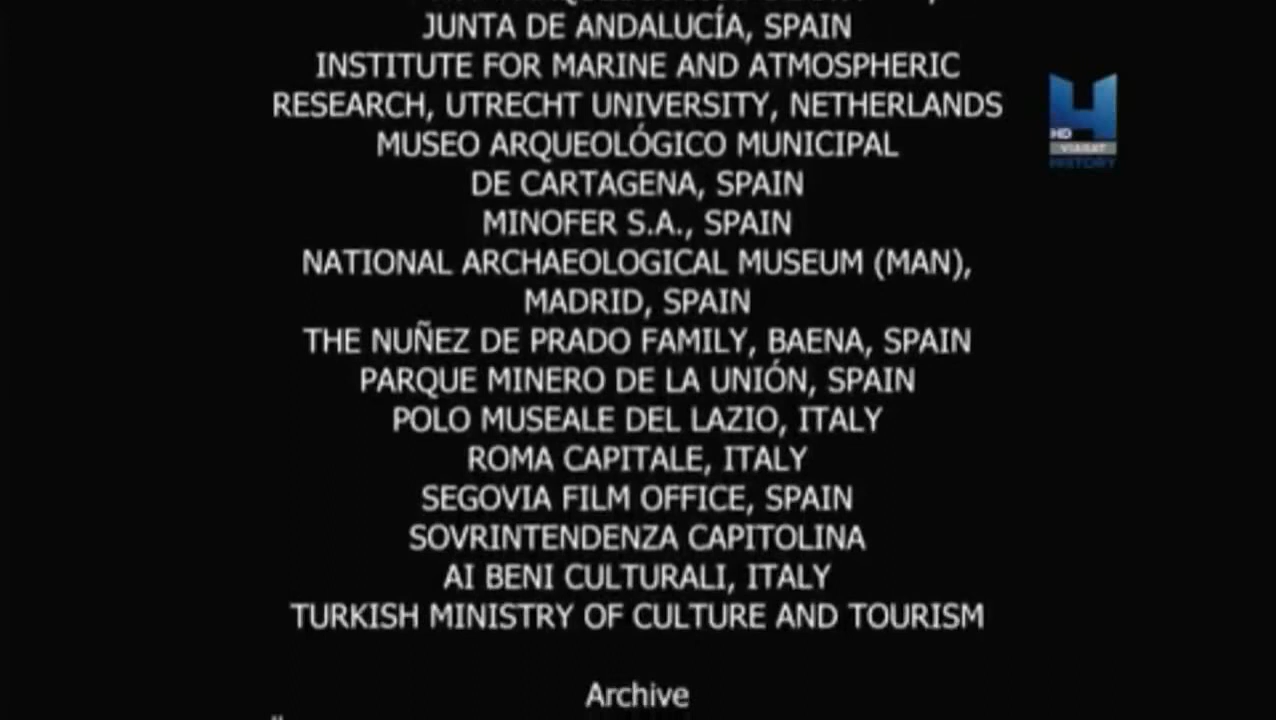 JUNTA DE ANDALUCÍA, SPAIN
INSTITUTE FOR MARINE AND ATMOSPHERIC
RESEARCH, UTRECHT UNIVERSITY, NETHERLANDS
MUSEO ARQUEOLÓGICO MUNICIPAL
DE CARTAGENA, SPAIN
MINOFER S.A., SPAIN
NATIONAL ARCHAEOLOGICAL MUSEUM (MAN),
MADRID, SPAIN
THE NUÑEZ DE PRADO FAMILY, BAENA, SPAIN
PARQUE MINERO DE LA UNIÓN, SPAIN
POLO MUSEALE DEL LAZIO, ITALY
ROMA CAPITALE, ITALY
SEGOVIA FILM OFFICE, SPAIN
SOVRINTENDENZA CAPITOLINA
AI BENI CULTURALI, ITALY
TURKISH MINISTRY OF CULTURE AND TOURISM
Archive
HD
VIASAT
HISTORY